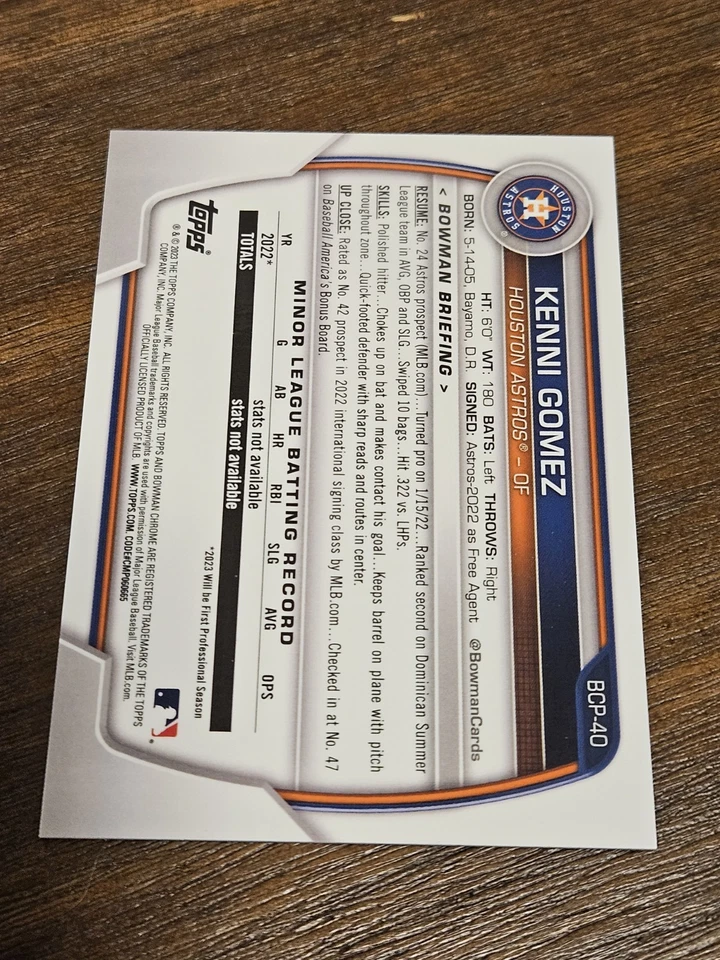 BCP-40
HOUSTON
ASTROS
KENNI GOMEZ
HOUSTON ASTROS® – OF
HT: 6'0" WT: 180 BATS: Left THROWS: Right
BORN: 5-14-05, Bayamo, D.R. SIGNED: Astros-2022 as Free Agent @BowmanCards
< BOWMAN BRIEFING >
RESUME: No. 24 Astros prospect (MLB.com)...Turned pro on 1/15/22...Ranked second on Dominican Summer
League team in AVG, OBP and SLG...Swiped 10 bags...Hit .322 vs. LHPs.
SKILLS: Polished hitter...Chokes up on bat and makes contact his goal...Keeps barrel on plane with pitch
throughout zone...Quick-footed defender with sharp reads and routes in center.
UP CLOSE: Rated as No. 42 prospect in 2022 international signing class by MLB.com...Checked in at No. 47
on Baseball America's Bonus Board.
MINOR LEAGUE BATTING RECORD
YR G AB HR RBI SLG AVG OPS
2022* stats not available
TOTALS stats not available
*2023 Will be First Professional Season
topps®
® & © 2023 THE TOPPS COMPANY, INC. ALL RIGHTS RESERVED. TOPPS AND BOWMAN CHROME ARE REGISTERED TRADEMARKS OF THE TOPPS
COMPANY, INC. Major League Baseball trademarks and copyrights are used with permission of Major League Baseball. Visit MLB.com.
OFFICIALLY LICENSED PRODUCT OF MLB. WWW.TOPPS.COM. CODE#CMP060665